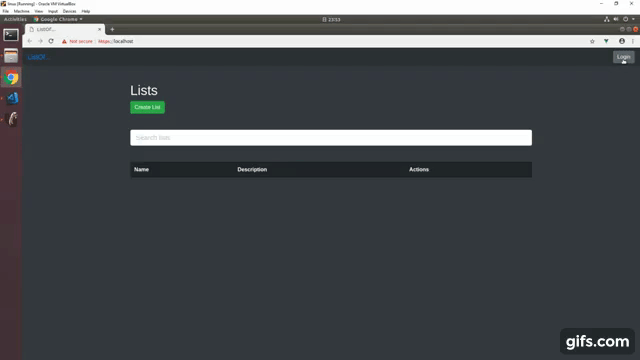 [Running] - Oracle VM VirtualBox
File Machine View Input Devices Help
Activities Google Chrome 23:53
ListOf...
Not secure | https://localhost
ListOf... Login
Lists
Create List
Search lists
Name Description Actions
gifs.com